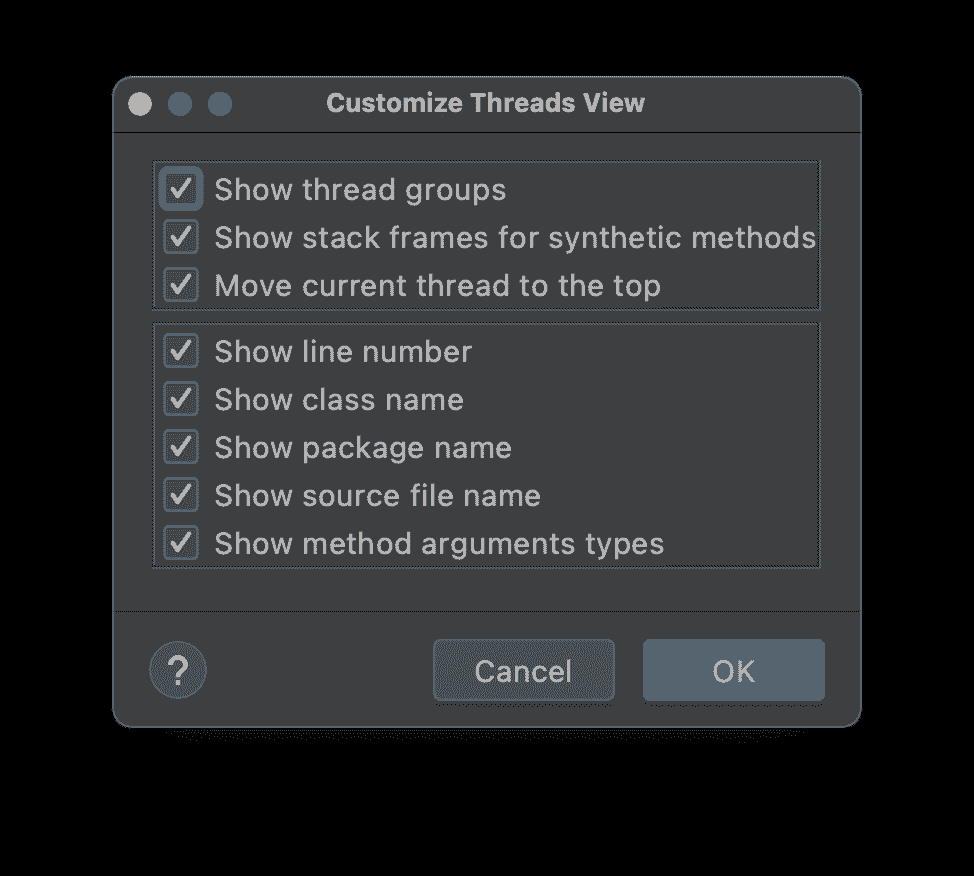 Customize Threads View
Show thread groups
Show stack frames for synthetic methods
Move current thread to the top
Show line number
Show class name
Show package name
Show source file name
Show method arguments types
?
Cancel
OK